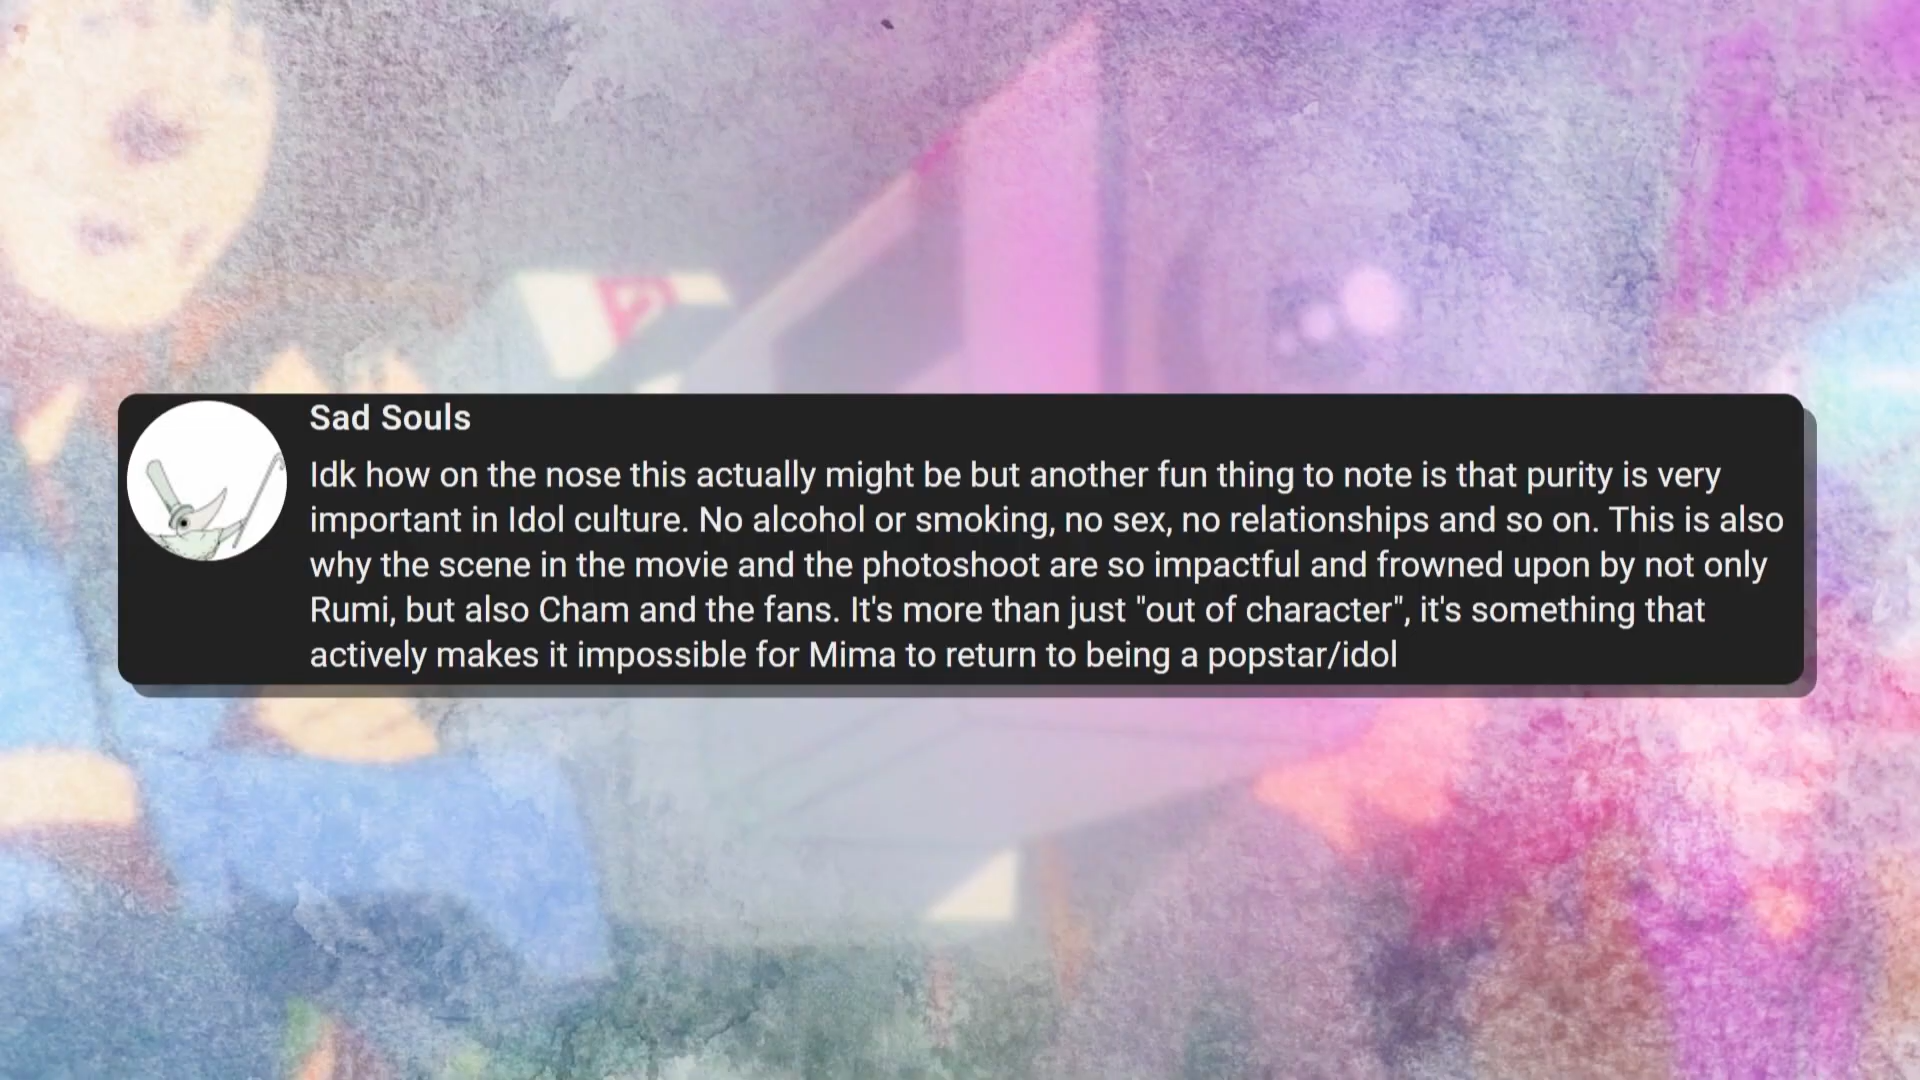 Sad Souls
Idk how on the nose this actually might be but another fun thing to note is that purity is very
important in Idol culture. No alcohol or smoking, no sex, no relationships and so on. This is also
why the scene in the movie and the photoshoot are so impactful and frowned upon by not only
Rumi, but also Cham and the fans. It's more than just "out of character", it's something that
actively makes it impossible for Mima to return to being a popstar/idol